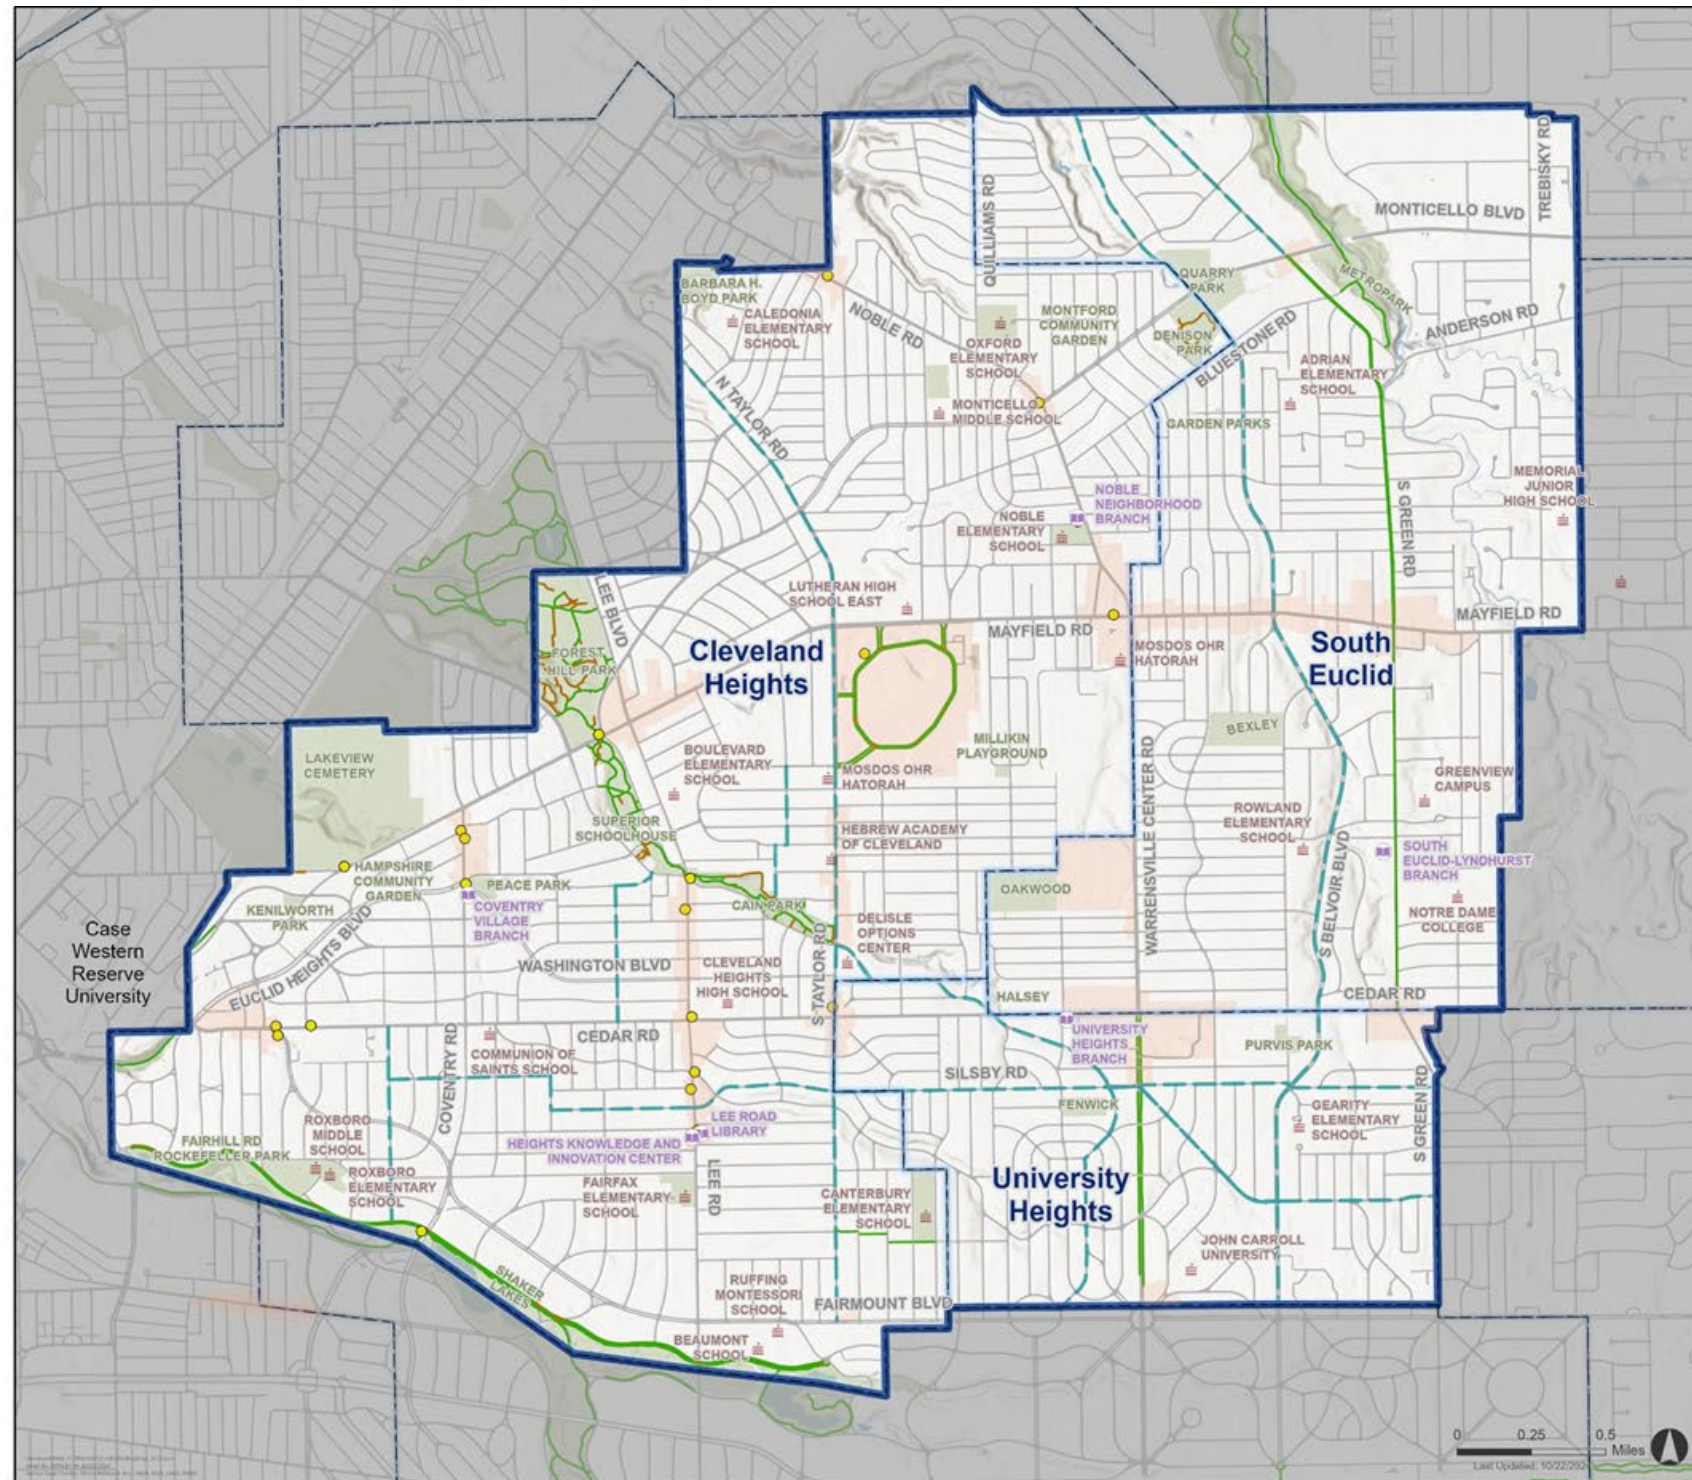 TREBISKY RD
MONTICELLO BLVD
QUILLIAMS RD
QUARRY
PARK
METROPARK
BARBARA H.
BOYD PARK
CALEDONIA
ELEMENTARY
SCHOOL
NOBLE RD
MONTFORD
COMMUNITY
GARDEN
OXFORD
ELEMENTARY
SCHOOL
DENISON
PARK
BLUESTONE RD
ANDERSON RD
ADRIAN
ELEMENTARY
SCHOOL
N TAYLOR RD
MONTICELLO
MIDDLE SCHOOL
GARDEN PARKS
MEMORIAL
JUNIOR
HIGH SCHOOL
NOBLE
NEIGHBORHOOD
BRANCH
NOBLE
ELEMENTARY
SCHOOL
S GREEN RD
LEE BLVD
LUTHERAN HIGH
SCHOOL EAST
MAYFIELD RD
MAYFIELD RD
Cleveland
Heights
South
Euclid
FOREST
HILL PARK
MOSDOS OHR
HATORAH
LAKEVIEW
CEMETERY
BOULEVARD
ELEMENTARY
SCHOOL
MILLIKIN
PLAYGROUND
BEXLEY
MOSDOS OHR
HATORAH
WARRENSVILLE CENTER RD
GREENVIEW
CAMPUS
SUPERIOR
SCHOOLHOUSE
ROWLAND
ELEMENTARY
SCHOOL
HEBREW ACADEMY
OF CLEVELAND
S BELVOIR BLVD
SOUTH
EUCLID-LYNDHURST
BRANCH
HAMPSHIRE
COMMUNITY
GARDEN
PEACE PARK
OAKWOOD
KENILWORTH
PARK
COVENTRY
VILLAGE
BRANCH
CAIN PARK
NOTRE DAME
COLLEGE
Case
Western
Reserve
University
DELISLE
OPTIONS
CENTER
EUCLID HEIGHTS BLVD
WASHINGTON BLVD
CLEVELAND
HEIGHTS
HIGH SCHOOL
S TAYLOR RD
HALSEY
CEDAR RD
CEDAR RD
COMMUNION OF
SAINTS SCHOOL
UNIVERSITY
HEIGHTS
BRANCH
PURVIS PARK
COVENTRY RD
SILSBY RD
FENWICK
GEARITY
ELEMENTARY
SCHOOL
S GREEN RD
ROXBORO
MIDDLE
SCHOOL
LEE ROAD
LIBRARY
FAIRHILL RD
ROCKEFELLER PARK
HEIGHTS KNOWLEDGE AND
INNOVATION CENTER
ROXBORO
ELEMENTARY
SCHOOL
FAIRFAX
ELEMENTARY
SCHOOL
LEE RD
CANTERBURY
ELEMENTARY
SCHOOL
University
Heights
JOHN CARROLL
UNIVERSITY
SHAKER
LAKES
RUFFING
MONTESSORI
SCHOOL
FAIRMOUNT BLVD
BEAUMONT
SCHOOL
0 0.25 0.5
Miles